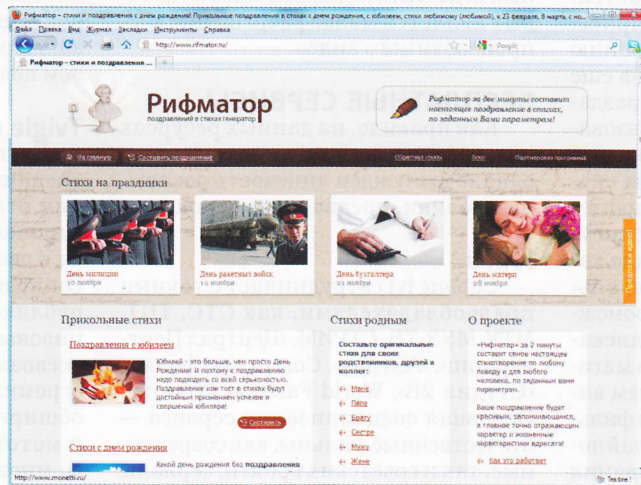 Рифматор – стихи и поздравления с днем рождения! Прикольные поздравления в стихах с днем рождения, с юбилеем, стихи любимому (любимой), к 23 февраля, 8 марта, с но...
Файл Правка Вид Журнал Закладки Инструменты Справка
http://www.rifmator.ru/
Google
Рифматор – стихи и поздравления ...
Рифматор
поздравлений в стихах генератор
Рифматор за две минуты составит
настоящее поздравление в стихах,
по заданным Вами параметрам!
На главную
Составить поздравление
Обратная связь
Блог
Партнерская программа
Стихи на праздники
День милиции
10 ноября
День ракетных войск
19 ноября
День бухгалтера
21 ноября
День матери
28 ноября
Предложи идею!
Прикольные стихи
Поздравления с юбилеем
Юбилей - это больше, чем просто День
Рождения! И поэтому к поздравлению
надо подходить со всей серьезностью.
Поздравление или тост в стихах будут
достойным признанием успехов и
свершений юбиляра!
Составить
Стихи с днем рождения
Какой день рождения без поздравления
Стихи родным
Составьте оригинальные
стихи для своих
родственников, друзей и
коллег:
Маме
Папе
Брату
Сестре
Мужу
Жене
О проекте
«Рифматор» за 2 минуты
составит самое настоящее
стихотворение по любому
поводу и для любого
человека, по заданным вами
параметрам.
Ваше поздравление будет
личным, запоминающимся,
а главное точно отражающим
характер и жизненные
характеристики адресата!
Как это работает
http://www.monetti.ru/
Tea time!